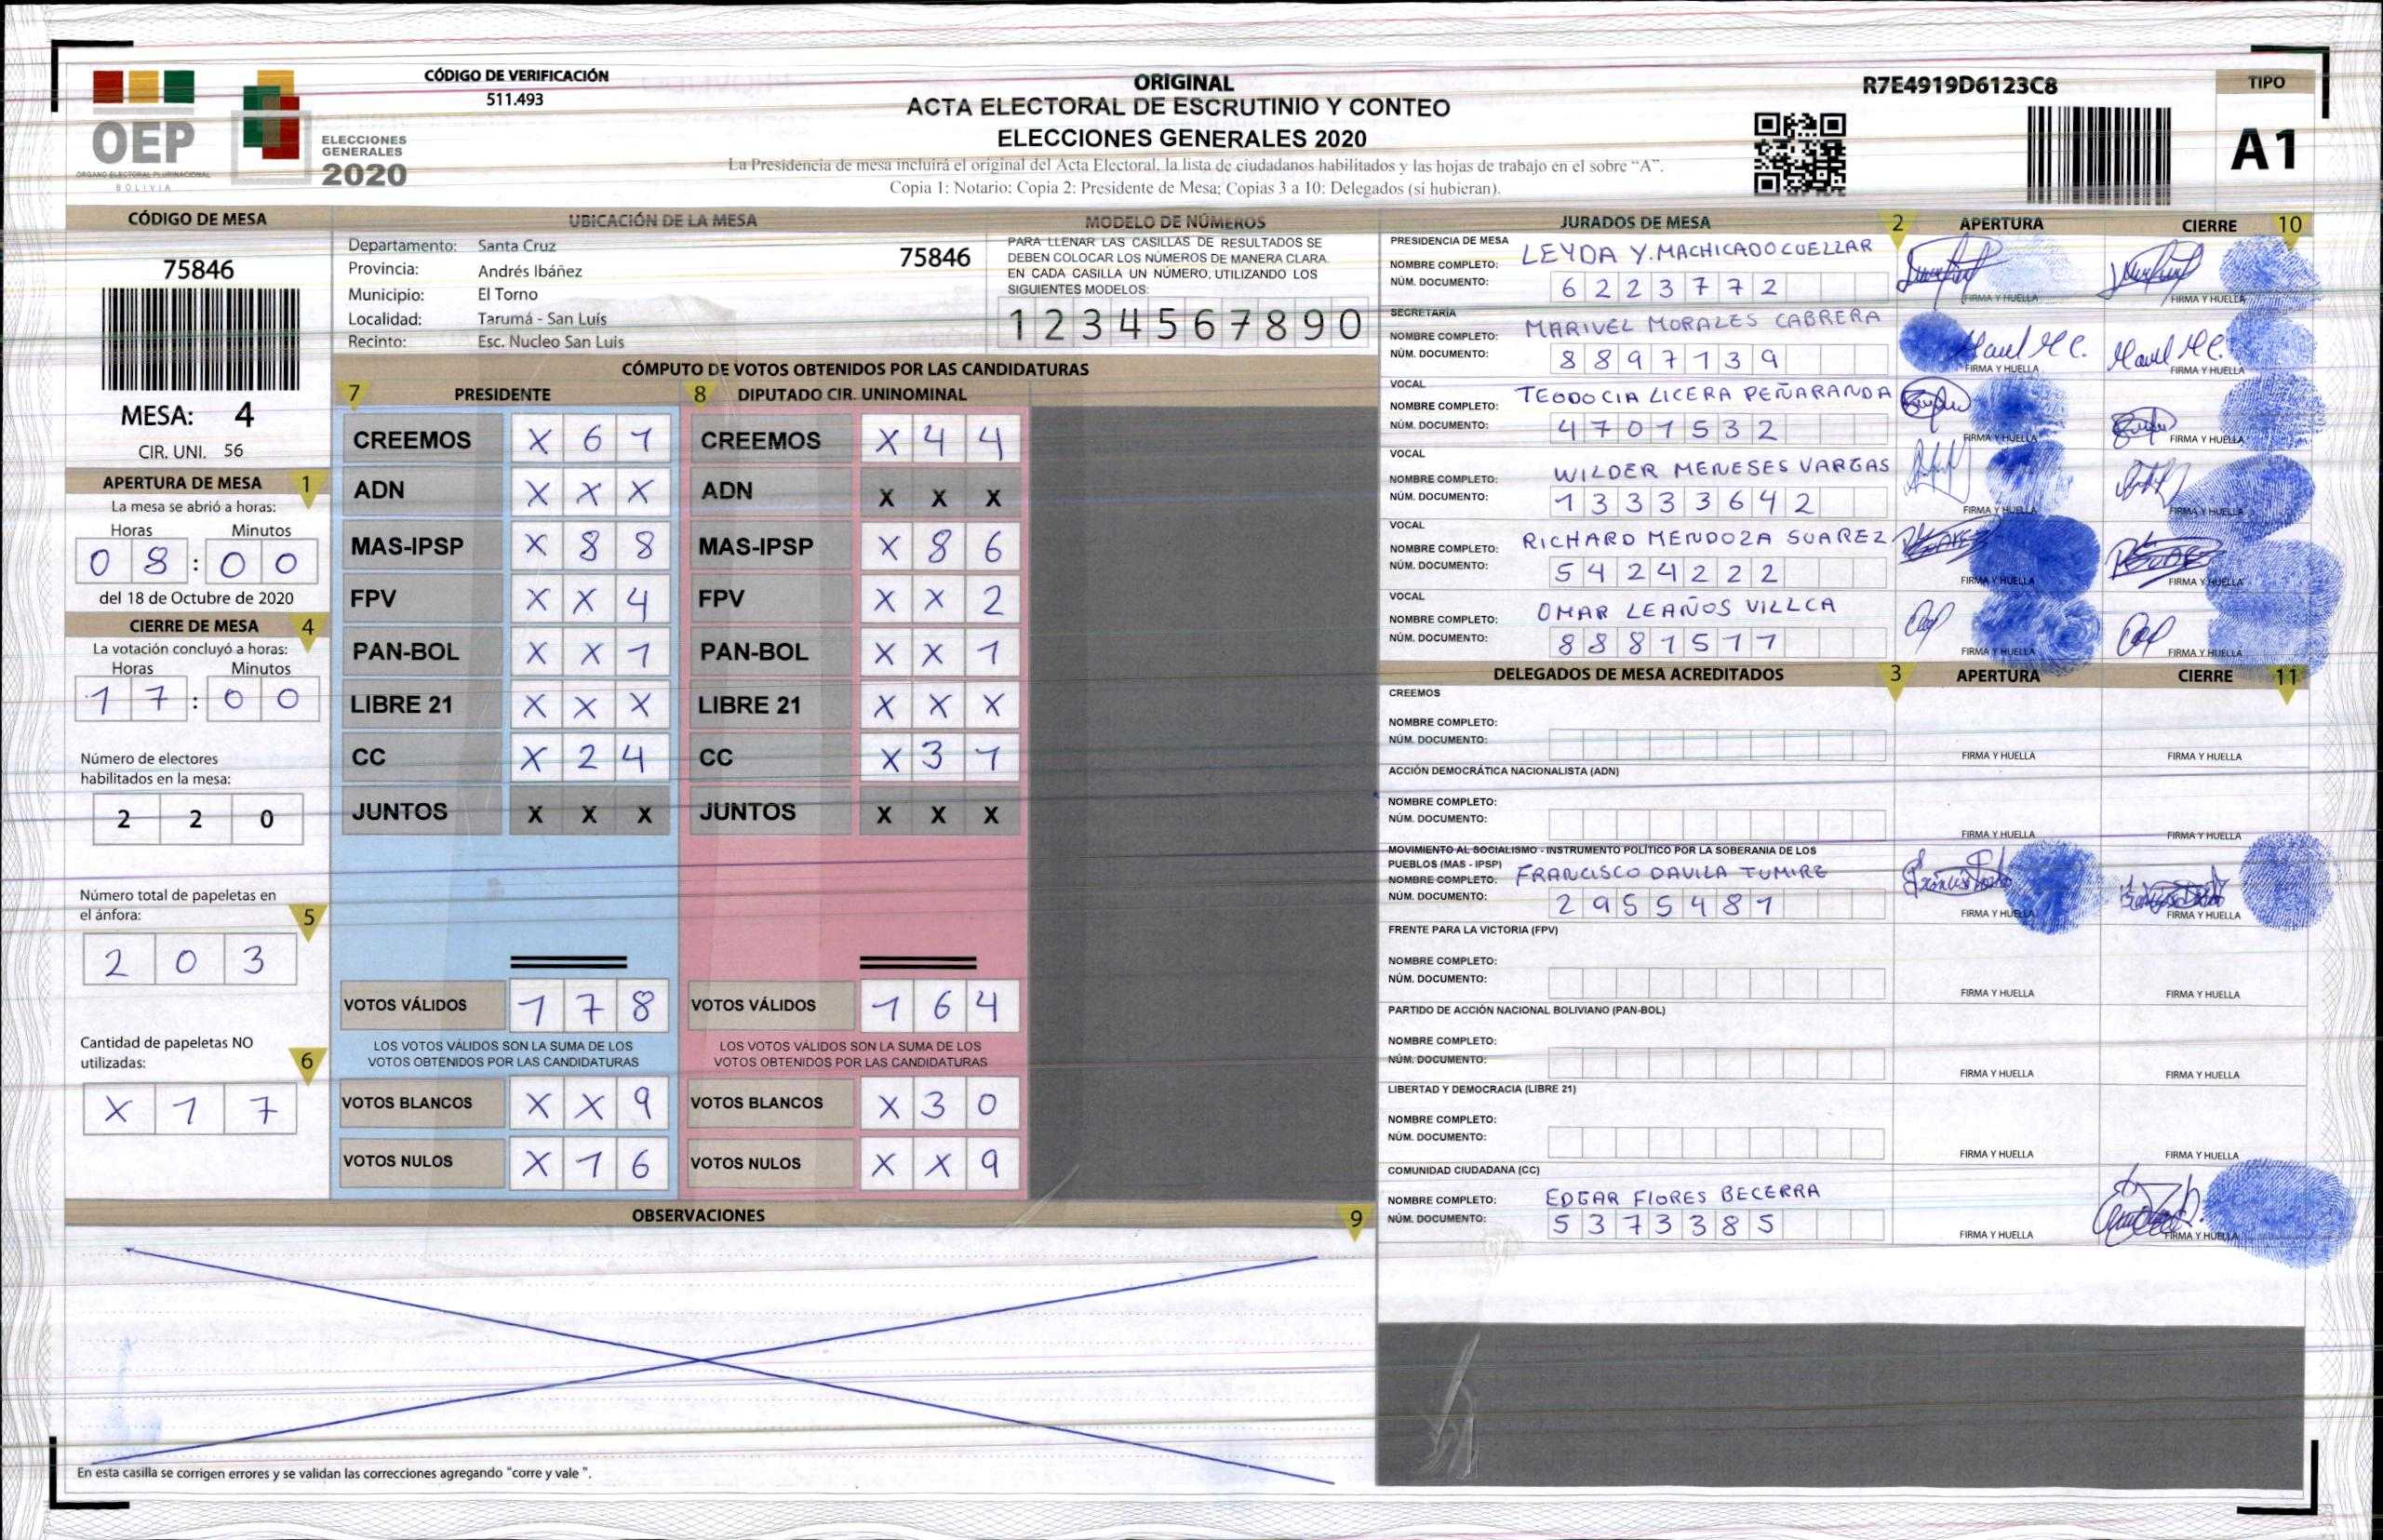 CÓDIGO DE VERIFICACIÓN
511.493
OEP
ÓRGANO ELECTORAL PLURINACIONAL
BOLIVIA
ELECCIONES
GENERALES
2020
ORIGINAL
ACTA ELECTORAL DE ESCRUTINIO Y CONTEO
ELECCIONES GENERALES 2020
La Presidencia de mesa incluirá el original del Acta Electoral, la lista de ciudadanos habilitados y las hojas de trabajo en el sobre “A”.
Copia 1: Notario: Copia 2: Presidente de Mesa; Copias 3 a 10: Delegados (si hubieran).
R7E4919D6123C8
TIPO
A1
CÓDIGO DE MESA
75846
MESA: 4
CIR. UNI. 56
APERTURA DE MESA 1
La mesa se abrió a horas:
Horas Minutos
0 8 : 0 0
del 18 de Octubre de 2020
CIERRE DE MESA 4
La votación concluyó a horas:
Horas Minutos
1 7 : 0 0
Número de electores
habilitados en la mesa:
2 2 0
Número total de papeletas en
el ánfora: 5
2 0 3
Cantidad de papeletas NO
utilizadas: 6
X 1 7
UBICACIÓN DE LA MESA
Departamento: Santa Cruz
75846
Provincia: Andrés Ibáñez
Municipio: El Torno
Localidad: Tarumá - San Luís
Recinto: Esc. Nucleo San Luis
MODELO DE NÚMEROS
PARA LLENAR LAS CASILLAS DE RESULTADOS SE
DEBEN COLOCAR LOS NÚMEROS DE MANERA CLARA.
EN CADA CASILLA UN NÚMERO, UTILIZANDO LOS
SIGUIENTES MODELOS:
1 2 3 4 5 6 7 8 9 0
CÓMPUTO DE VOTOS OBTENIDOS POR LAS CANDIDATURAS
7 PRESIDENTE
CREEMOS X 6 1
ADN X X X
MAS-IPSP X 8 8
FPV X X 4
PAN-BOL X X 1
LIBRE 21 X X X
CC X 2 4
JUNTOS X X X
VOTOS VÁLIDOS 1 7 8
LOS VOTOS VÁLIDOS SON LA SUMA DE LOS
VOTOS OBTENIDOS POR LAS CANDIDATURAS
VOTOS BLANCOS X X 9
VOTOS NULOS X 1 6
8 DIPUTADO CIR. UNINOMINAL
CREEMOS X 4 4
ADN X X X
MAS-IPSP X 8 6
FPV X X 2
PAN-BOL X X 1
LIBRE 21 X X X
CC X 3 1
JUNTOS X X X
VOTOS VÁLIDOS 1 6 4
LOS VOTOS VÁLIDOS SON LA SUMA DE LOS
VOTOS OBTENIDOS POR LAS CANDIDATURAS
VOTOS BLANCOS X 3 0
VOTOS NULOS X X 9
OBSERVACIONES 9
En esta casilla se corrigen errores y se validan las correcciones agregando "corre y vale ".
JURADOS DE MESA 2 APERTURA CIERRE 10
PRESIDENCIA DE MESA
NOMBRE COMPLETO: LEYDA Y. MACHICADO CUELLAR
NÚM. DOCUMENTO: 6 2 2 3 7 7 2
FIRMA Y HUELLA FIRMA Y HUELLA
SECRETARÍA
NOMBRE COMPLETO: MARIVEL MORALES CABRERA
NÚM. DOCUMENTO: 8 8 9 7 1 3 9
FIRMA Y HUELLA FIRMA Y HUELLA
VOCAL
NOMBRE COMPLETO: TEODOCIA LICERA PEÑARANDA
NÚM. DOCUMENTO: 4 7 0 1 5 3 2
FIRMA Y HUELLA FIRMA Y HUELLA
VOCAL
NOMBRE COMPLETO: WILDER MENESES VARGAS
NÚM. DOCUMENTO: 1 3 3 3 3 6 4 2
FIRMA Y HUELLA FIRMA Y HUELLA
VOCAL
NOMBRE COMPLETO: RICHARD MENDOZA SUAREZ
NÚM. DOCUMENTO: 5 4 2 4 2 2 2
FIRMA Y HUELLA FIRMA Y HUELLA
VOCAL
NOMBRE COMPLETO: OMAR LEAÑOS VILLCA
NÚM. DOCUMENTO: 8 8 8 1 5 1 1
FIRMA Y HUELLA FIRMA Y HUELLA
DELEGADOS DE MESA ACREDITADOS 3 APERTURA CIERRE 11
CREEMOS
NOMBRE COMPLETO:
NÚM. DOCUMENTO:
FIRMA Y HUELLA FIRMA Y HUELLA
ACCIÓN DEMOCRÁTICA NACIONALISTA (ADN)
NOMBRE COMPLETO:
NÚM. DOCUMENTO:
FIRMA Y HUELLA FIRMA Y HUELLA
MOVIMIENTO AL SOCIALISMO - INSTRUMENTO POLÍTICO POR LA SOBERANIA DE LOS
PUEBLOS (MAS - IPSP)
NOMBRE COMPLETO: FRANCISCO DAVILA TUMIRE
NÚM. DOCUMENTO: 2 9 5 5 4 8 1
FIRMA Y HUELLA FIRMA Y HUELLA
FRENTE PARA LA VICTORIA (FPV)
NOMBRE COMPLETO:
NÚM. DOCUMENTO:
FIRMA Y HUELLA FIRMA Y HUELLA
PARTIDO DE ACCIÓN NACIONAL BOLIVIANO (PAN-BOL)
NOMBRE COMPLETO:
NÚM. DOCUMENTO:
FIRMA Y HUELLA FIRMA Y HUELLA
LIBERTAD Y DEMOCRACIA (LIBRE 21)
NOMBRE COMPLETO:
NÚM. DOCUMENTO:
FIRMA Y HUELLA FIRMA Y HUELLA
COMUNIDAD CIUDADANA (CC)
NOMBRE COMPLETO: EDGAR FLORES BECERRA
NÚM. DOCUMENTO: 5 3 7 3 3 8 5
FIRMA Y HUELLA FIRMA Y HUELLA